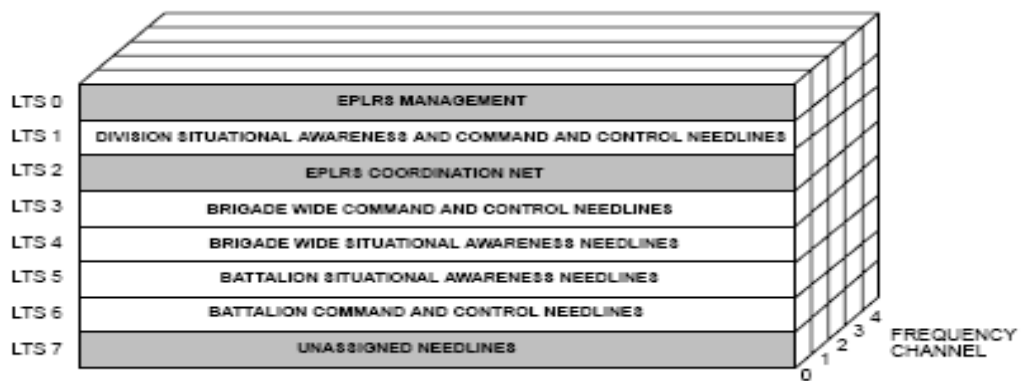 LTS 0 EPLRS MANAGEMENT
LTS 1 DIVISION SITUATIONAL AWARENESS AND COMMAND AND CONTROL NEEDLINES
LTS 2 EPLRS COORDINATION NET
LTS 3 BRIGADE WIDE COMMAND AND CONTROL NEEDLINES
LTS 4 BRIGADE WIDE SITUATIONAL AWARENESS NEEDLINES
LTS 5 BATTALION SITUATIONAL AWARENESS NEEDLINES
LTS 6 BATTALION COMMAND AND CONTROL NEEDLINES
LTS 7 UNASSIGNED NEEDLINES
0 1 2 3 4
FREQUENCY
CHANNEL